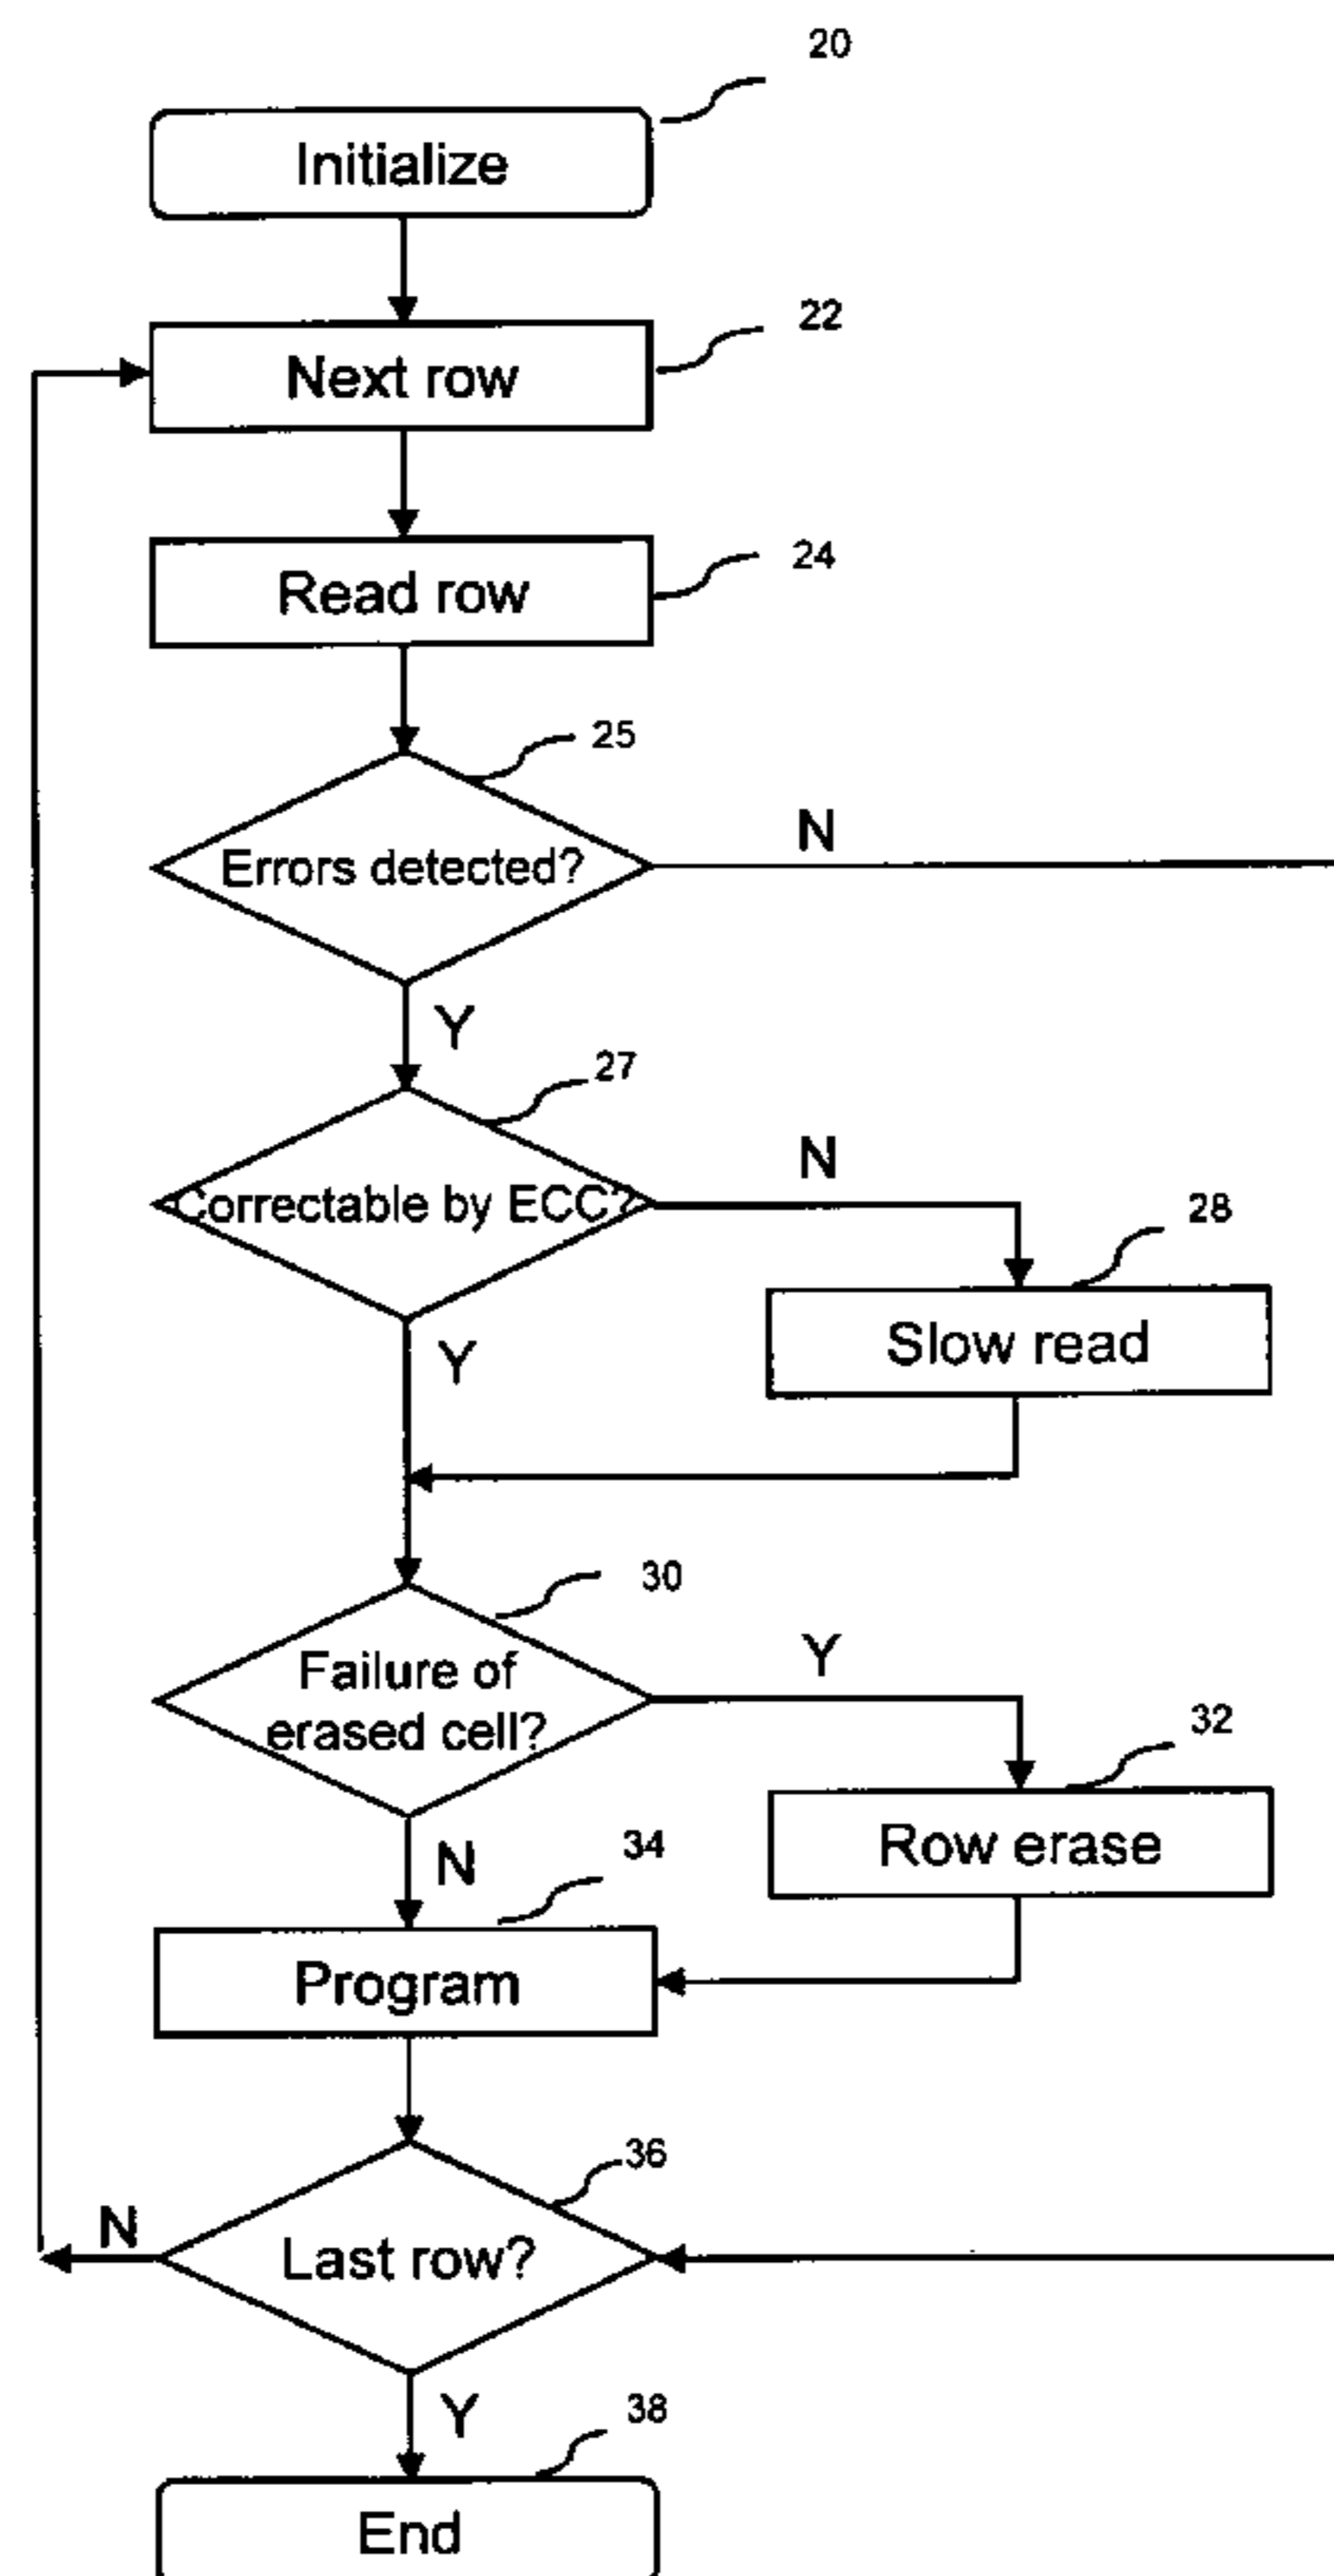 20
Initialize
22
Next row
24
Read row
25
Errors detected?
N
Y
27
Correctable by ECC?
N
28
Slow read
Y
30
Failure of
erased cell?
Y
32
Row erase
N
34
Program
36
Last row?
N
Y
38
End